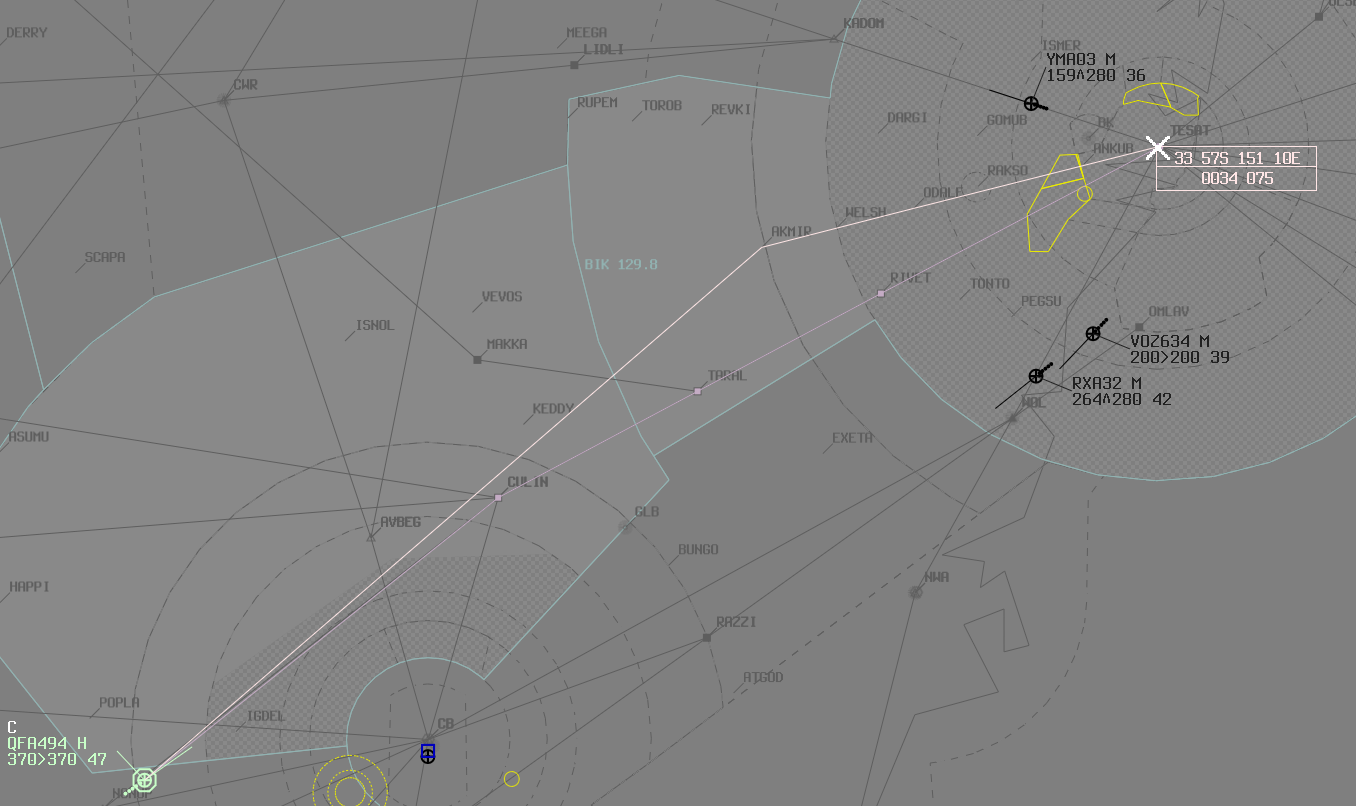 DERRY
MEEGA
LIDLI
KADOM
ISMER
YMA03 M
159^280 36
CWR
RUPEM
TOROB
REVKI
DARGI
GOMUB
BK
TESAT
ANKUB
33 57S 151 10E
0034 075
RAKSO
ODALE
WELSH
AKMIR
SCAPA
BIK 129.8
RIVET
TONTO
PEGSU
OMLAV
VEVOS
ISNOL
MAKKA
VOZ634 M
200>200 39
TARAL
RXA32 M
264^280 42
WOL
KEDDY
ASUMU
EXETA
CULIN
AVBEG
GLB
BUNGO
HAPPI
NWA
RAZZI
ATGOD
POPLA
IGDEL
CB
C
QFA494 H
370>370 47